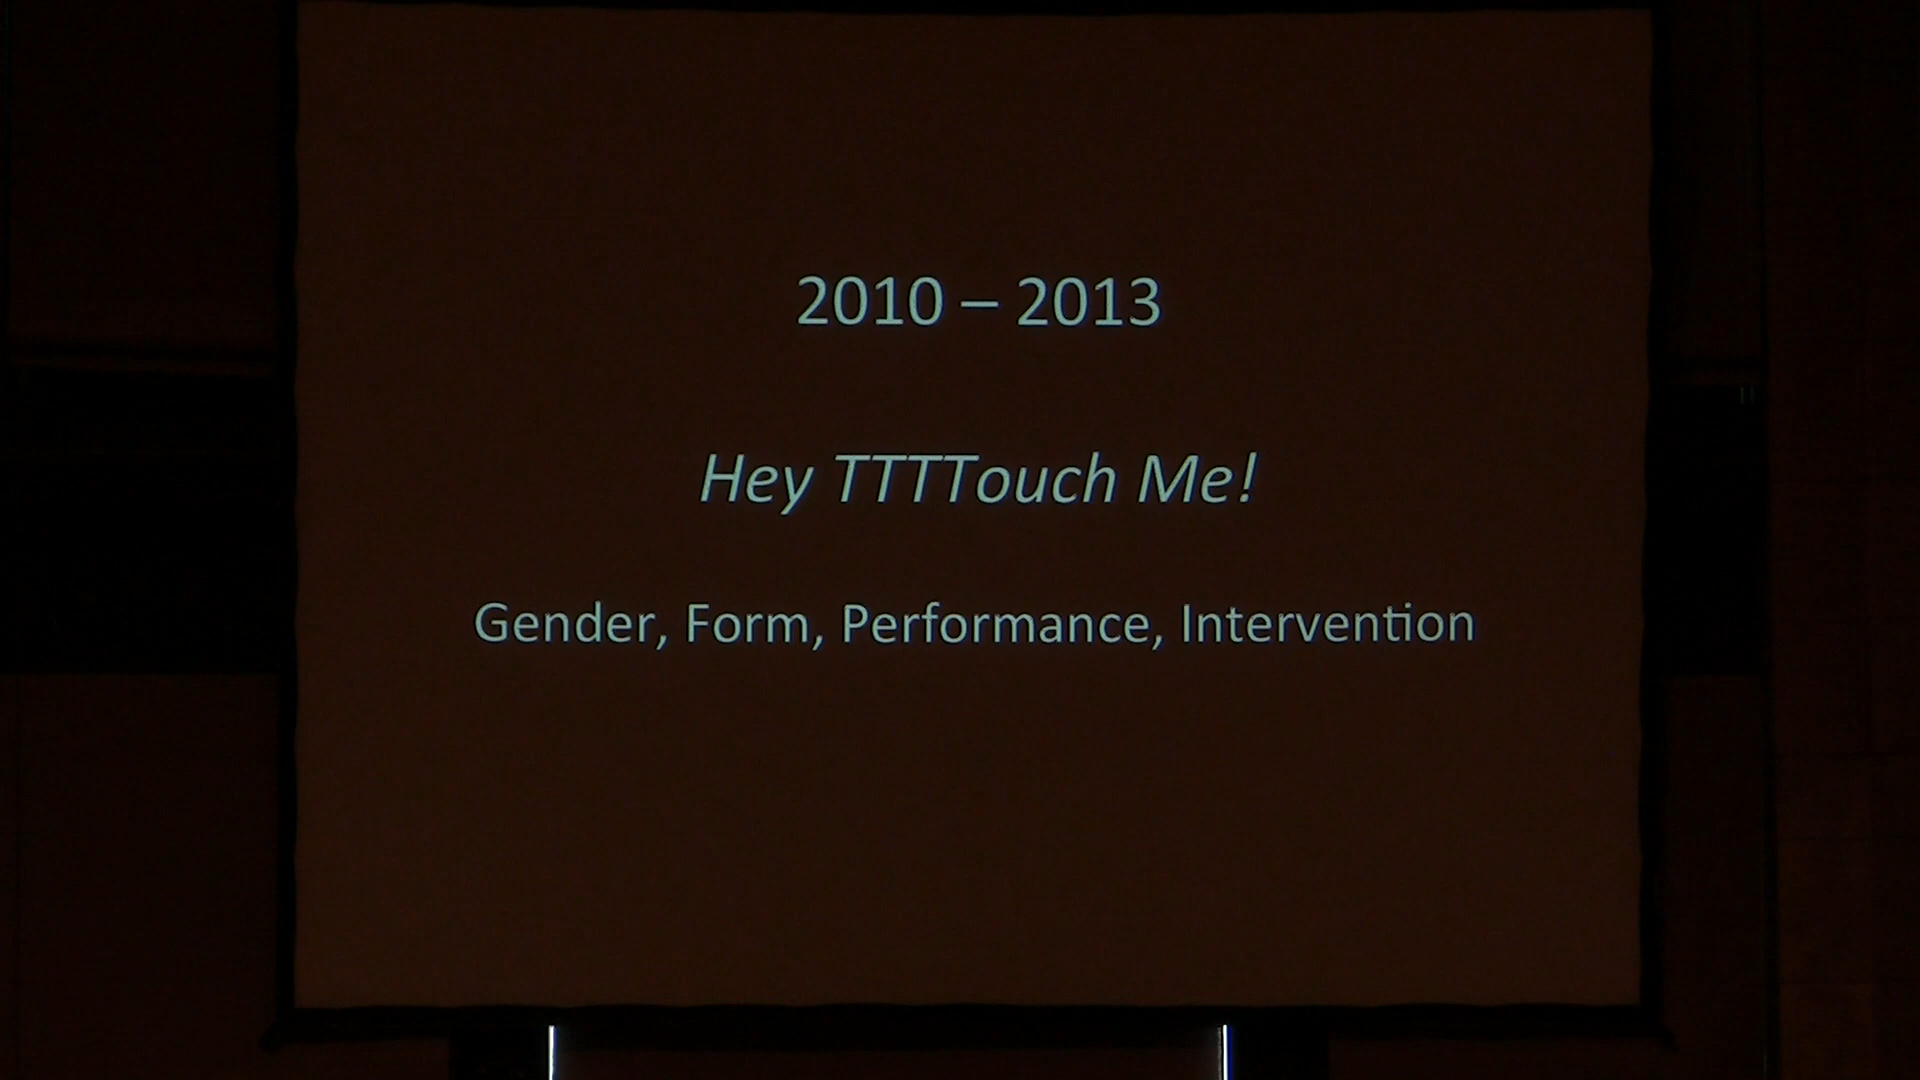 2010 – 2013
Hey TTTTouch Me!
Gender, Form, Performance, Intervention